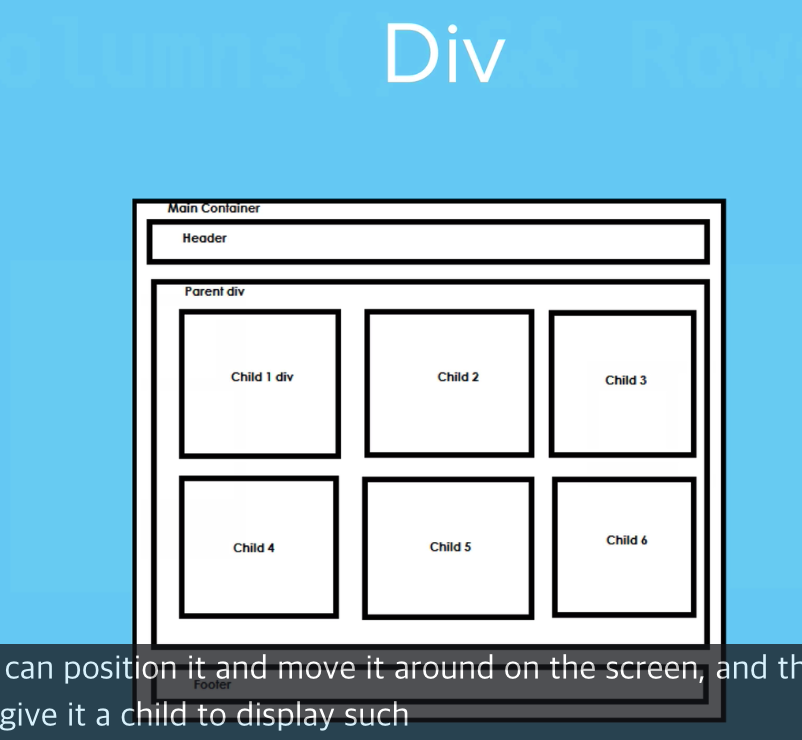 olumns() && Rows
Div
Main Container
Header
Parent div
Child 1 div
Child 2
Child 3
Child 4
Child 5
Child 6
Footer
can position it and move it around on the screen, and th
give it a child to display such